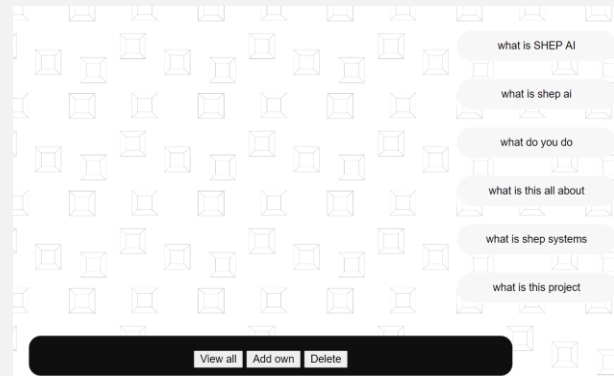 what is SHEP AI
what is shep ai
what do you do
what is this all about
what is shep systems
what is this project
View all Add own Delete